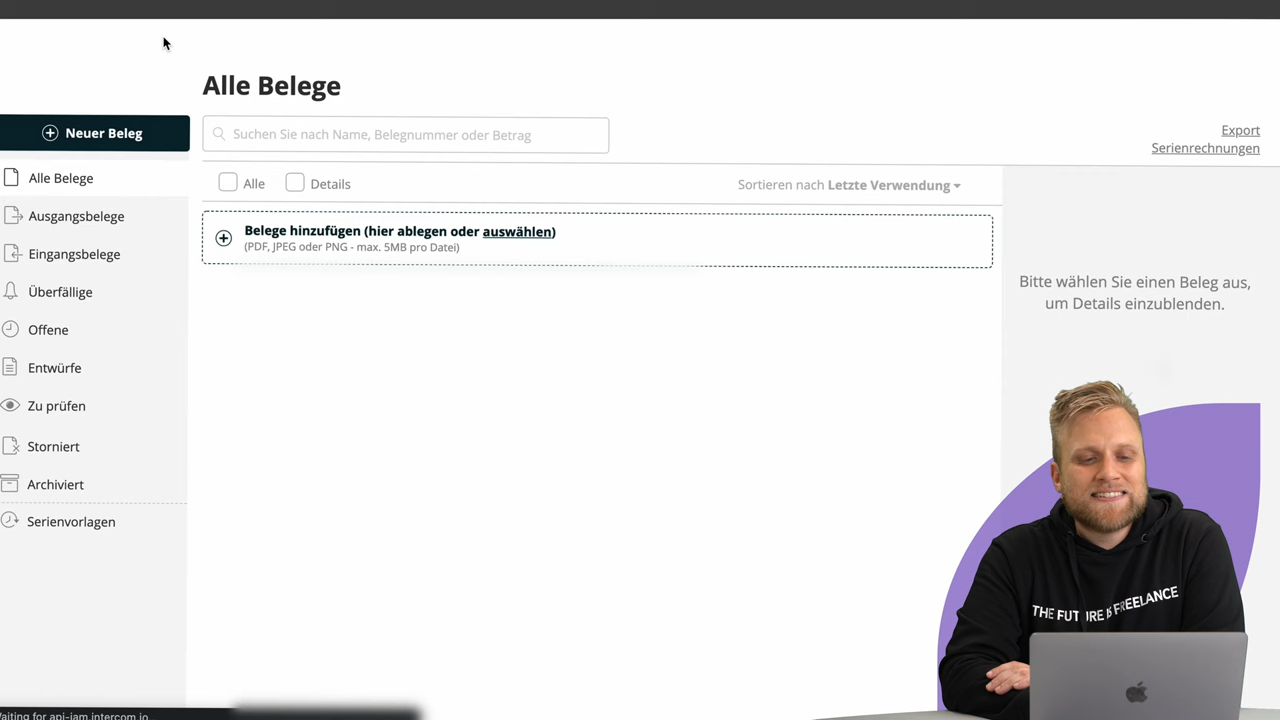 Alle Belege
Neuer Beleg
Suchen Sie nach Name, Belegnummer oder Betrag
Export
Serienrechnungen
Alle Belege
Alle
Details
Sortieren nach Letzte Verwendung
Ausgangsbelege
Belege hinzufügen (hier ablegen oder auswählen)
(PDF, JPEG oder PNG - max. 5MB pro Datei)
Eingangsbelege
Bitte wählen Sie einen Beleg aus,
um Details einzublenden.
Überfällige
Offene
Entwürfe
Zu prüfen
Storniert
Archiviert
Serienvorlagen
THE FUTURE IS FREELANCE
Waiting for api-iam.intercom.io...